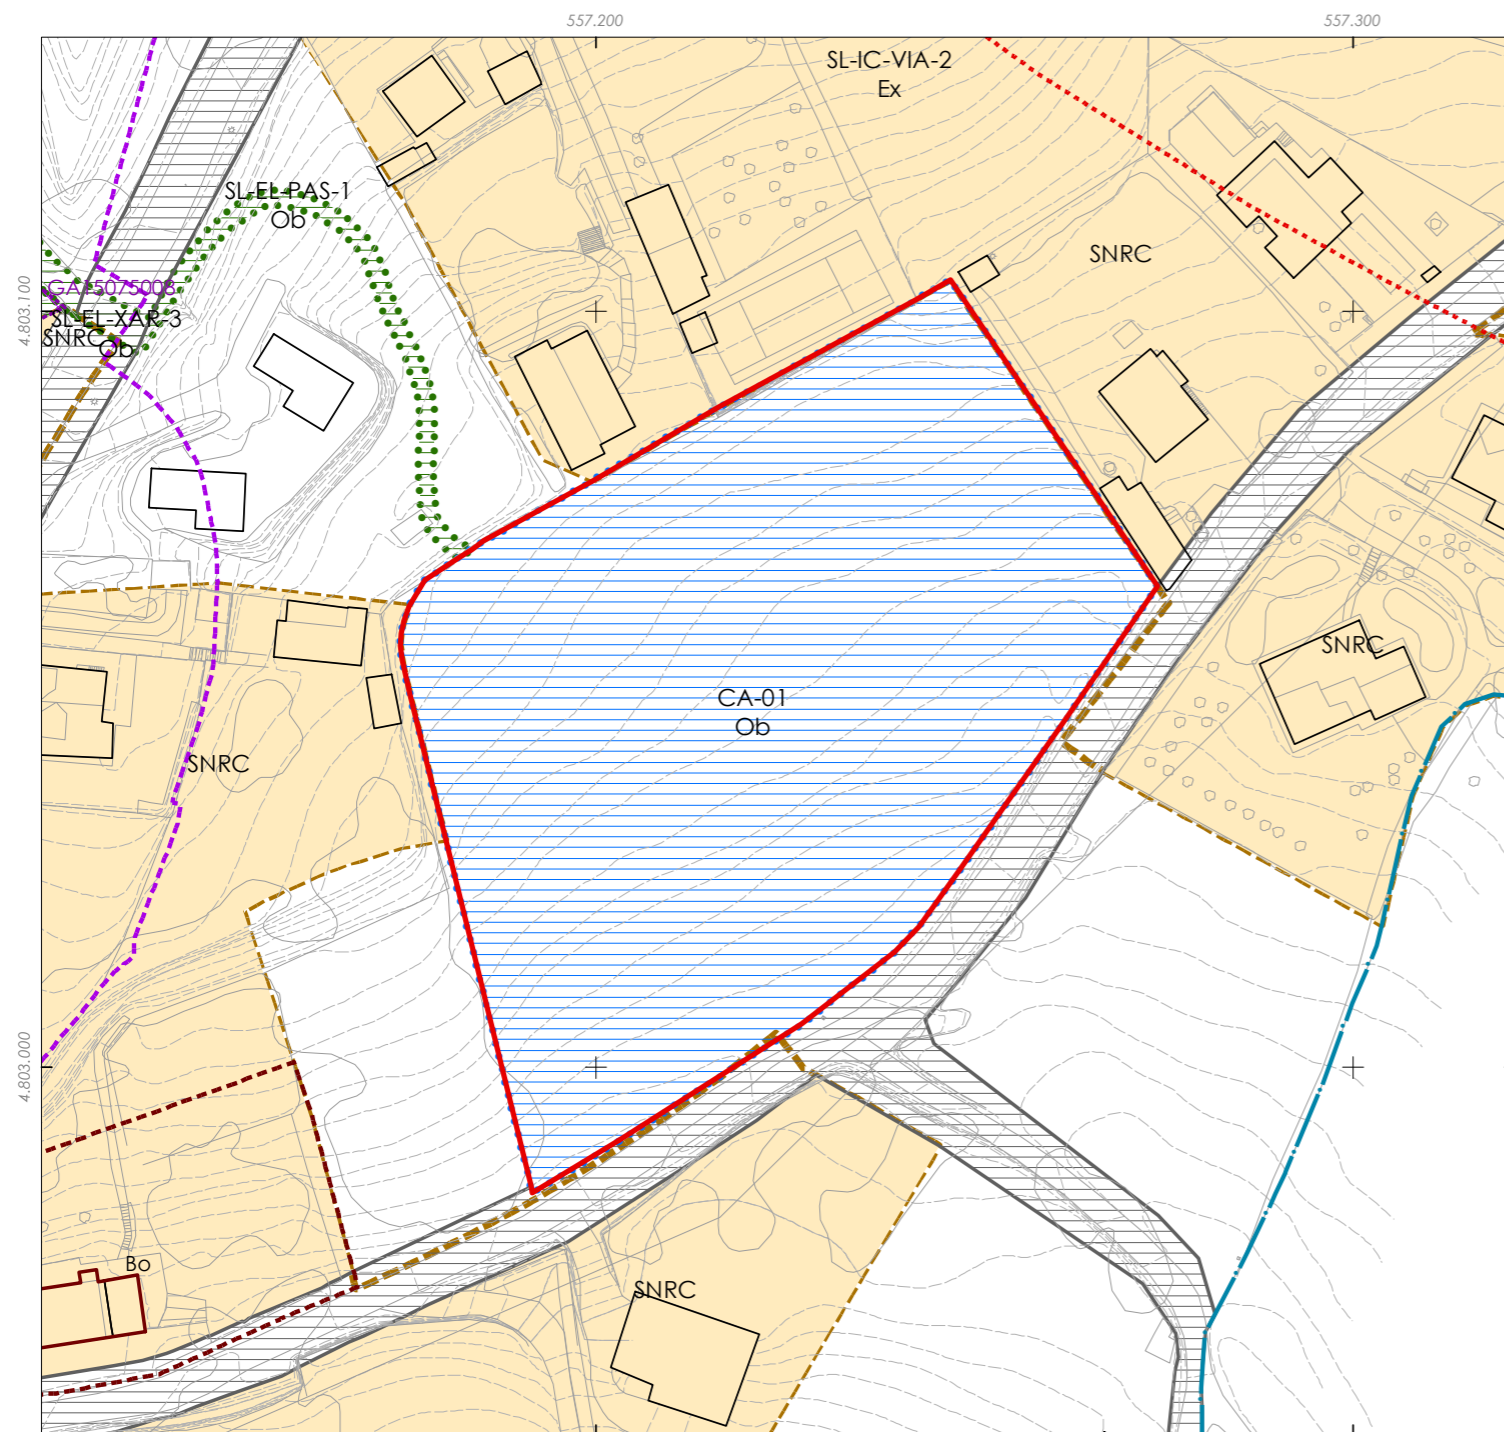 557.200
557.300
SL-IC-VIA-2
Ex
SL-EL-PAS-1
Ob
SNRC
4.803.100
GA15075008
SL-EL-XAR-3
SNRC
Ob
SNRC
CA-01
Ob
SNRC
4.803.000
Bo
SNRC